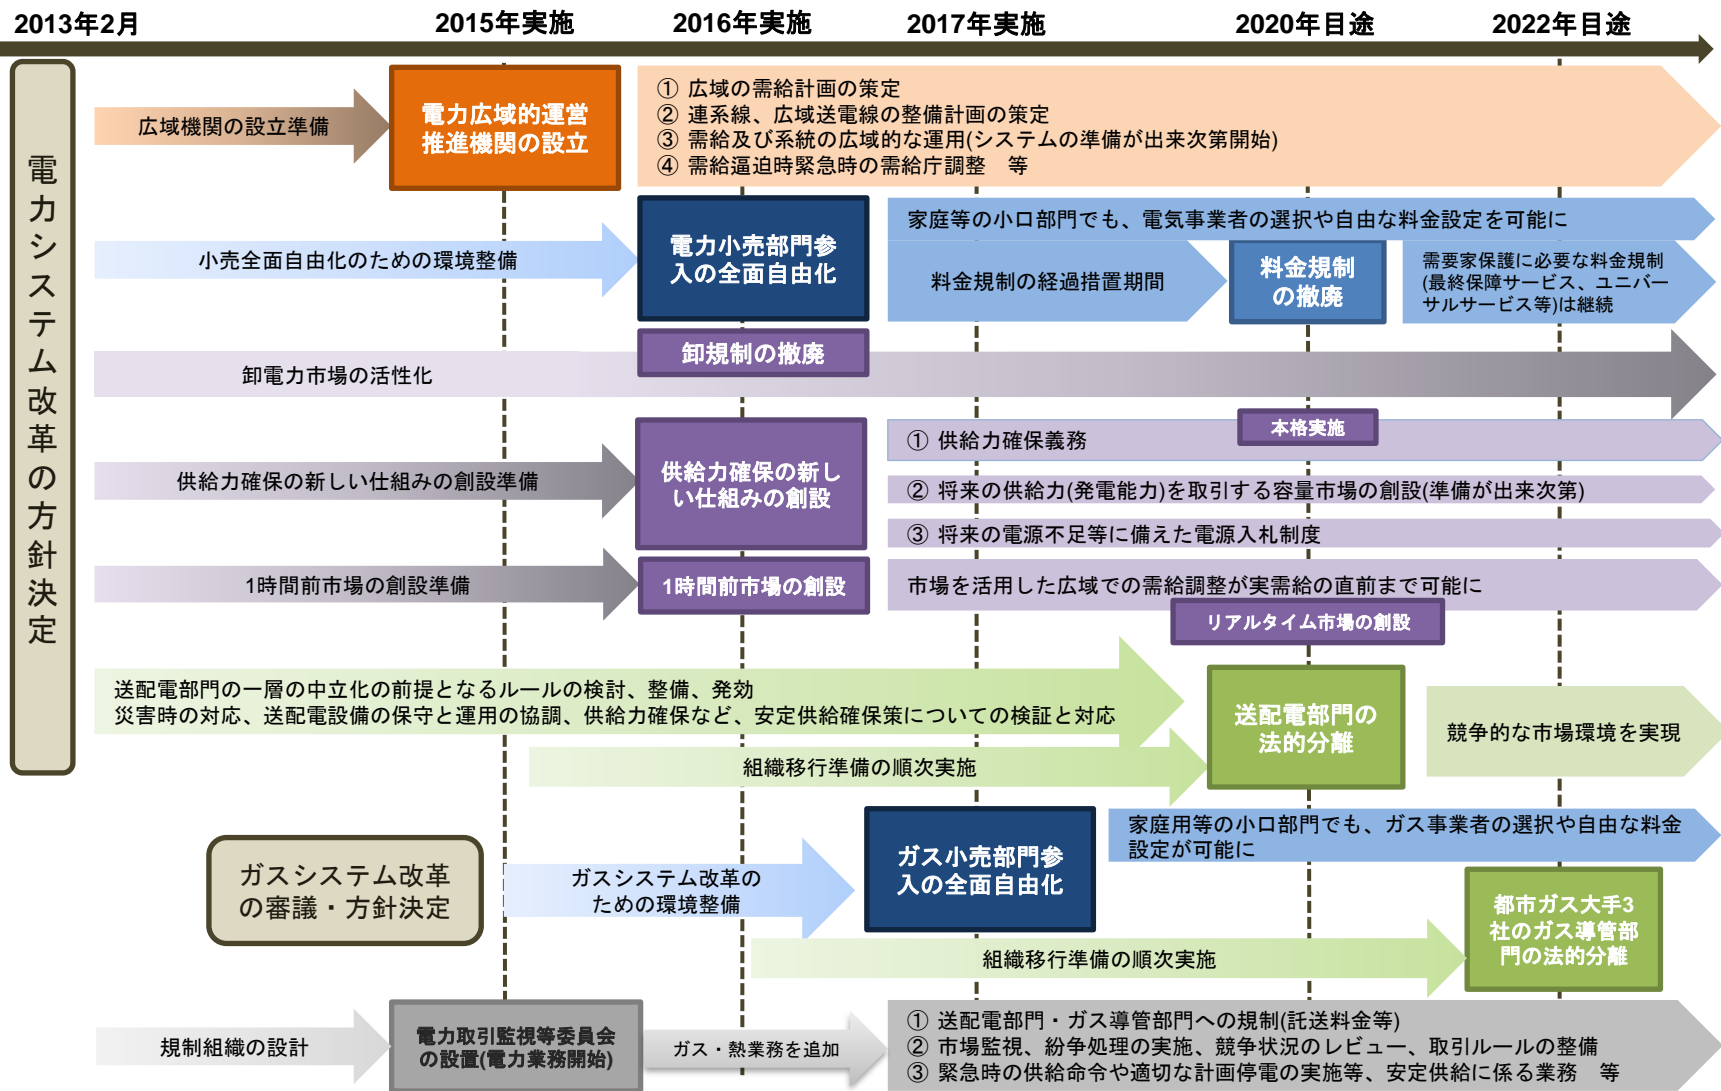 2013年2月
2015年実施
2016年実施
2017年実施
2020年目途
2022年目途
電力システム改革の方針決定
広域機関の設立準備
電力広域的運営
推進機関の設立
① 広域の需給計画の策定
② 連系線、広域送電線の整備計画の策定
③ 需給及び系統の広域的な運用(システムの準備が出来次第開始)
④ 需給逼迫時緊急時の需給庁調整　等
小売全面自由化のための環境整備
電力小売部門参
入の全面自由化
家庭等の小口部門でも、電気事業者の選択や自由な料金設定を可能に
料金規制の経過措置期間
料金規制
の撤廃
需要家保護に必要な料金規制
(最終保障サービス、ユニバー
サルサービス等)は継続
卸電力市場の活性化
卸規制の撤廃
供給力確保の新しい仕組みの創設準備
供給力確保の新し
い仕組みの創設
① 供給力確保義務
本格実施
② 将来の供給力(発電能力)を取引する容量市場の創設(準備が出来次第)
③ 将来の電源不足等に備えた電源入札制度
1時間前市場の創設準備
1時間前市場の創設
市場を活用した広域での需給調整が実需給の直前まで可能に
リアルタイム市場の創設
送配電部門の一層の中立化の前提となるルールの検討、整備、発効
災害時の対応、送配電設備の保守と運用の協調、供給力確保など、安定供給確保策についての検証と対応
組織移行準備の順次実施
送配電部門の
法的分離
競争的な市場環境を実現
ガスシステム改革
の審議・方針決定
ガスシステム改革の
ための環境整備
ガス小売部門参
入の全面自由化
家庭用等の小口部門でも、ガス事業者の選択や自由な料金
設定が可能に
組織移行準備の順次実施
都市ガス大手3
社のガス導管部
門の法的分離
規制組織の設計
電力取引監視等委員会
の設置(電力業務開始)
ガス・熱業務を追加
① 送配電部門・ガス導管部門への規制(託送料金等)
② 市場監視、紛争処理の実施、競争状況のレビュー、取引ルールの整備
③ 緊急時の供給命令や適切な計画停電の実施等、安定供給に係る業務　等